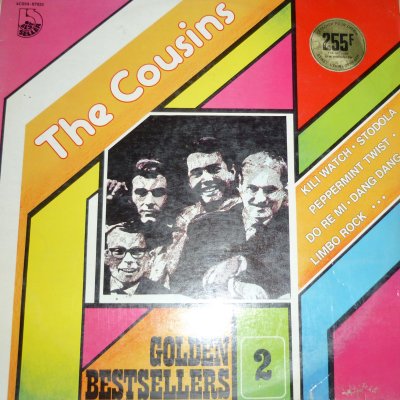 The Cousins
255F
KILI WATCH · STODOLA
PEPPERMINT TWIST ·
DO RE MI · DANG DANG
LIMBO ROCK ···
GOLDEN
BESTSELLERS
2